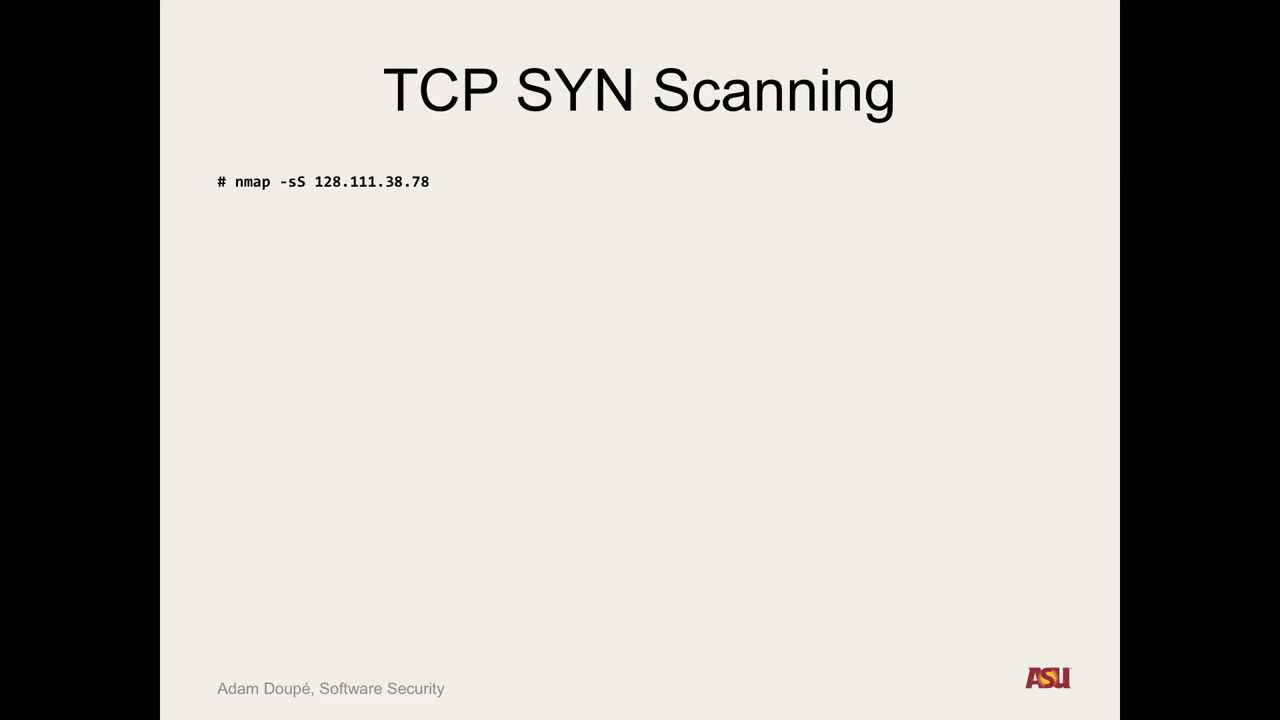 TCP SYN Scanning
# nmap -sS 128.111.38.78
Adam Doupé, Software Security
ASU